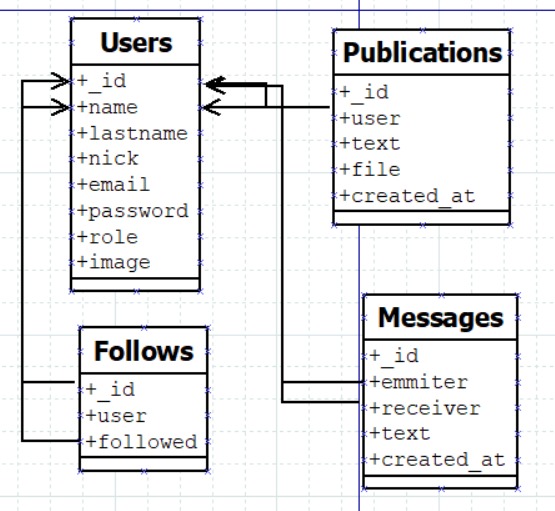 Users
+_id
+name
+lastname
+nick
+email
+password
+role
+image
Publications
+_id
+user
+text
+file
+created_at
Follows
+_id
+user
+followed
Messages
+_id
+emmiter
+receiver
+text
+created_at